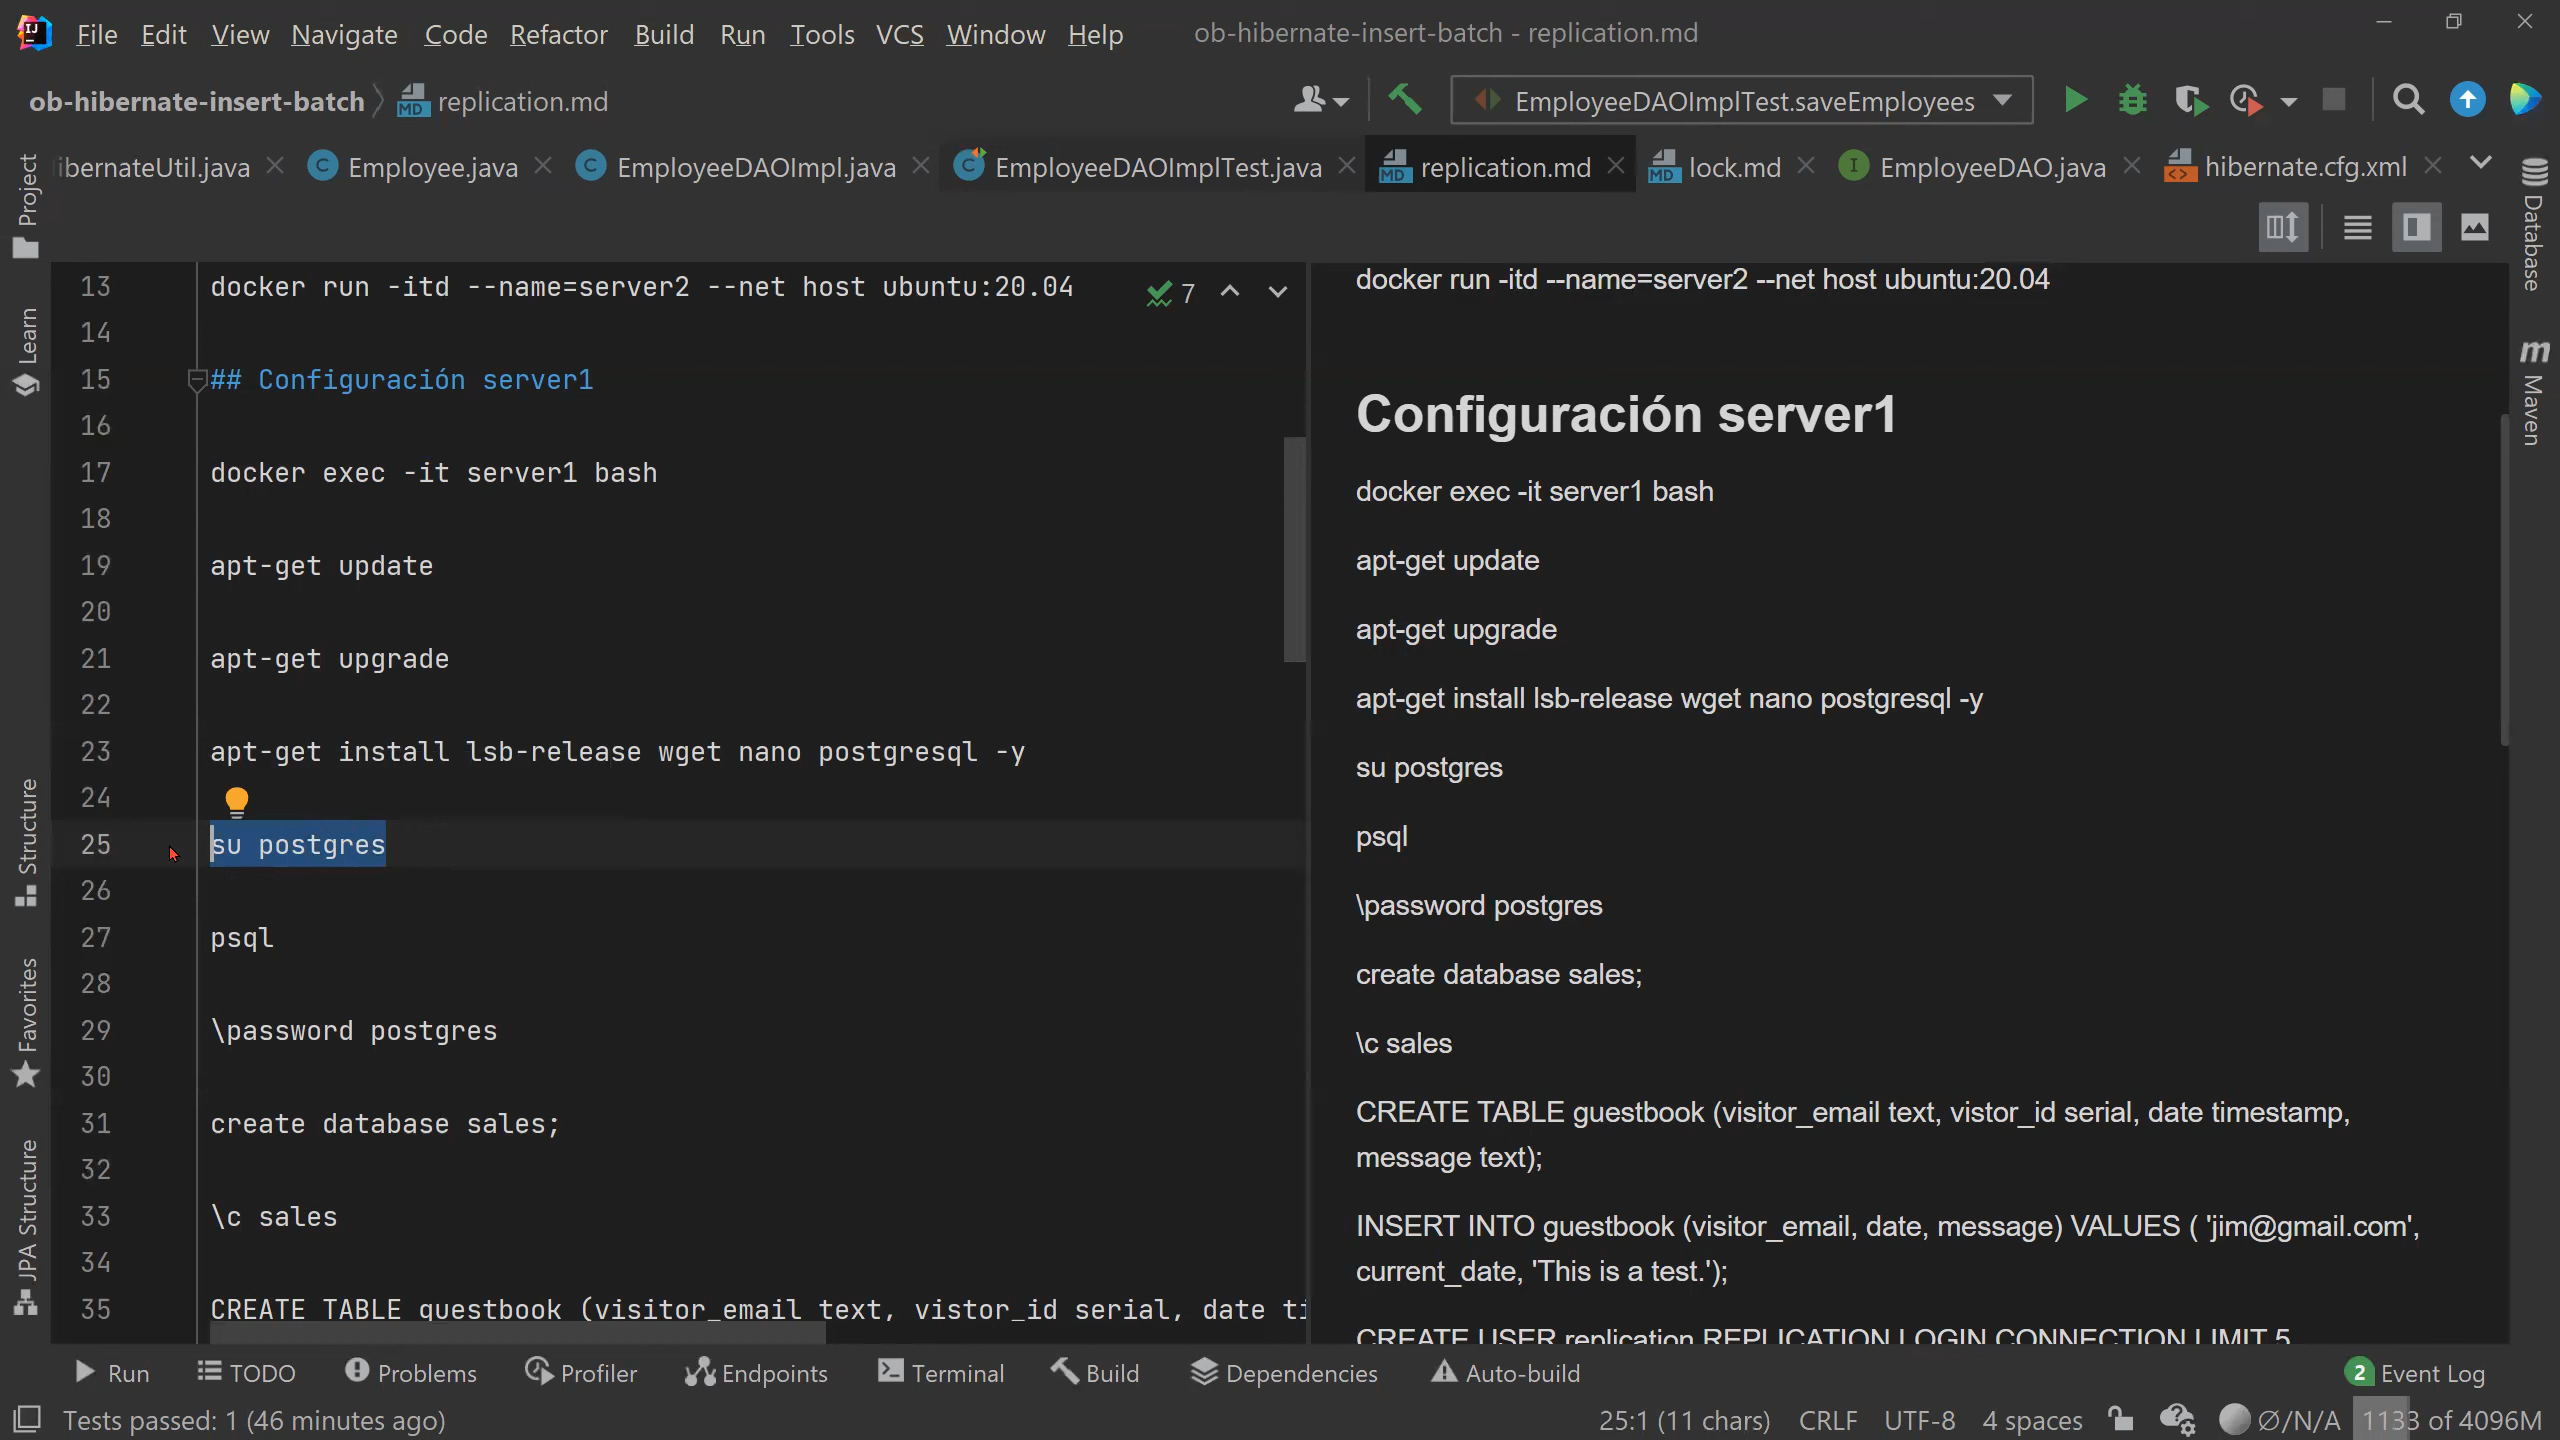 File Edit View Navigate Code Refactor Build Run Tools VCS Window Help ob-hibernate-insert-batch - replication.md
ob-hibernate-insert-batch replication.md EmployeeDAOImplTest.saveEmployees
ibernateUtil.java Employee.java EmployeeDAOImpl.java EmployeeDAOImplTest.java replication.md lock.md EmployeeDAO.java hibernate.cfg.xml
Project
Learn
Structure
Favorites
JPA Structure
13 docker run -itd --name=server2 --net host ubuntu:20.04 7
14
15 ## Configuración server1
16
17 docker exec -it server1 bash
18
19 apt-get update
20
21 apt-get upgrade
22
23 apt-get install lsb-release wget nano postgresql -y
24
25 su postgres
26
27 psql
28
29 \password postgres
30
31 create database sales;
32
33 \c sales
34
35 CREATE TABLE guestbook (visitor_email text, vistor_id serial, date ti
docker run -itd --name=server2 --net host ubuntu:20.04
Configuración server1
docker exec -it server1 bash
apt-get update
apt-get upgrade
apt-get install lsb-release wget nano postgresql -y
su postgres
psql
\password postgres
create database sales;
\c sales
CREATE TABLE guestbook (visitor_email text, vistor_id serial, date timestamp,
message text);
INSERT INTO guestbook (visitor_email, date, message) VALUES ( 'jim@gmail.com',
current_date, 'This is a test.');
CREATE USER replication REPLICATION LOGIN CONNECTION LIMIT 5
Database
Maven
Run TODO Problems Profiler Endpoints Terminal Build Dependencies Auto-build 2 Event Log
Tests passed: 1 (46 minutes ago) 25:1 (11 chars) CRLF UTF-8 4 spaces Ø/N/A 1133 of 4096M